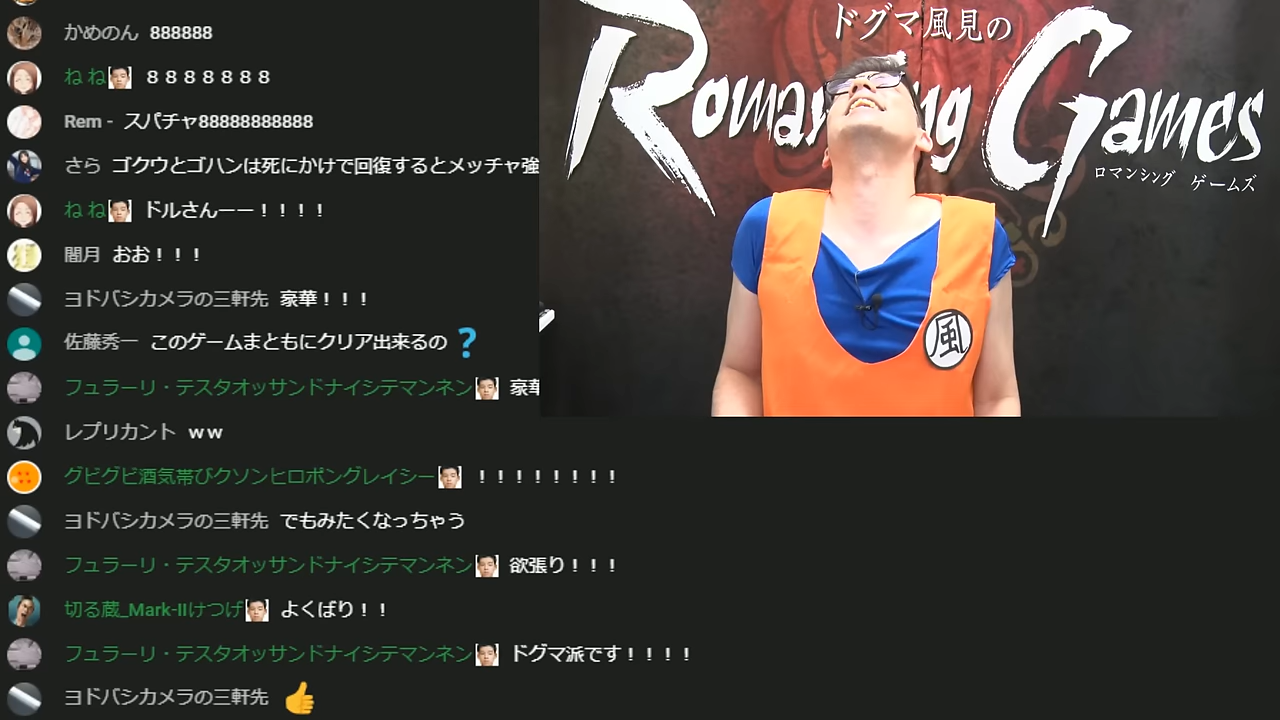 かめのん 888888
ねね 8888888
Rem - スパチャ88888888888
さら ゴクウとゴハンは死にかけで回復するとメッチャ強
ねね ドルさんーー！！！！
闇月 おお！！！
ヨドバシカメラの三軒先 豪華！！！
佐藤秀一 このゲームまともにクリア出来るの❓
フュラーリ・テスタオッサンドナイシテマンネン 豪華
レプリカント ｗｗ
グビグビ酒気帯びクソンヒロポングレイシー ！！！！！！！！
ヨドバシカメラの三軒先 でもみたくなっちゃう
フュラーリ・テスタオッサンドナイシテマンネン 欲張り！！！
切る蔵_Mark-IIけつげ よくばり！！
フュラーリ・テスタオッサンドナイシテマンネン ドグマ派です！！！！
ヨドバシカメラの三軒先 👍
ドグマ風見の
Romancing Games
ロマンシング ゲームズ
風